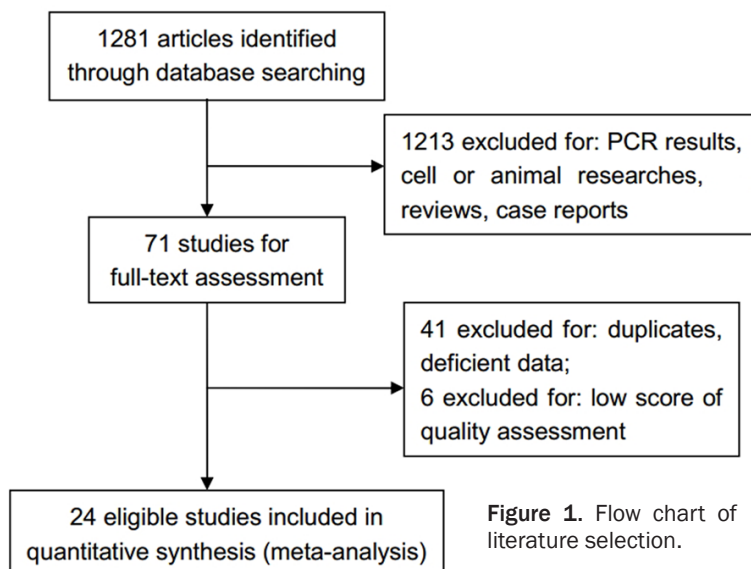 1281 articles identified
through database searching
1213 excluded for: PCR results,
cell or animal researches,
reviews, case reports
71 studies for
full-text assessment
41 excluded for: duplicates,
deficient data;
6 excluded for: low score of
quality assessment
24 eligible studies included in
quantitative synthesis (meta-analysis)
Figure 1. Flow chart of
literature selection.